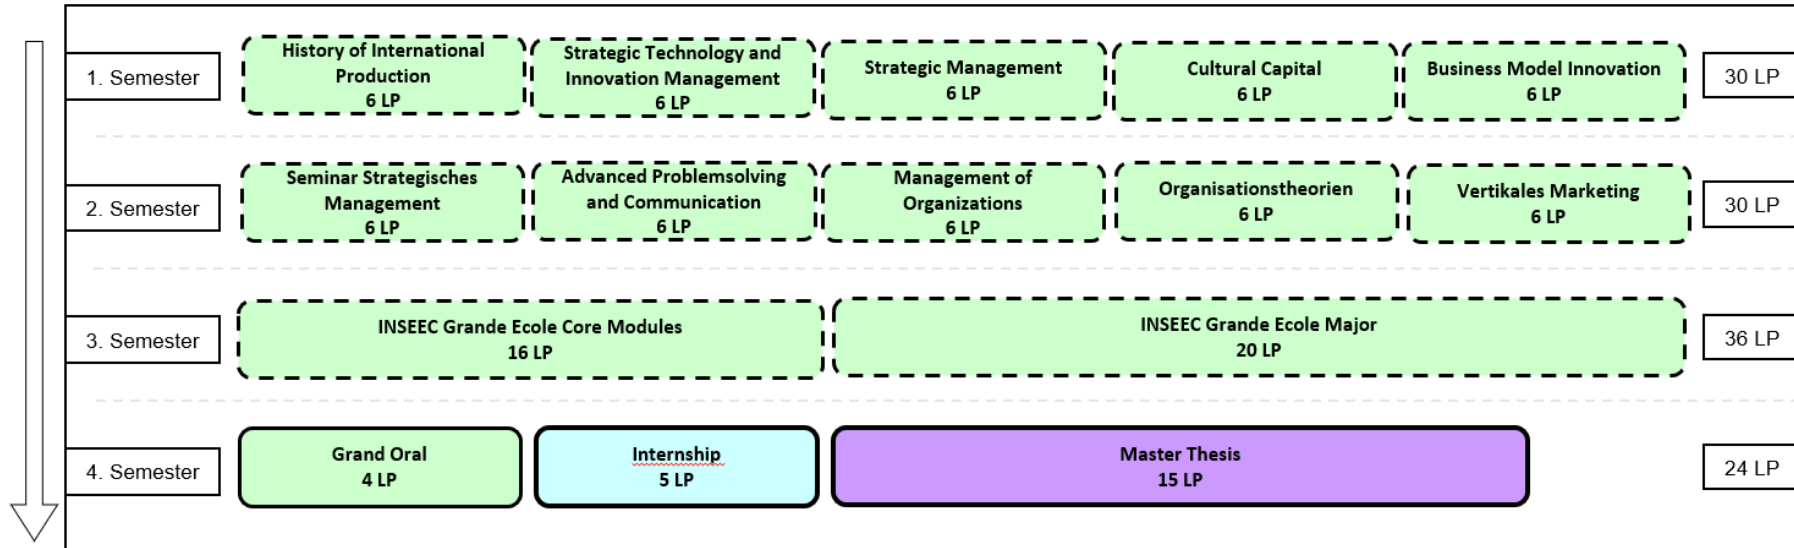 1. Semester
History of International
Production
6 LP
Strategic Technology and
Innovation Management
6 LP
Strategic Management
6 LP
Cultural Capital
6 LP
Business Model Innovation
6 LP
30 LP
2. Semester
Seminar Strategisches
Management
6 LP
Advanced Problemsolving
and Communication
6 LP
Management of
Organizations
6 LP
Organisationstheorien
6 LP
Vertikales Marketing
6 LP
30 LP
3. Semester
INSEEC Grande Ecole Core Modules
16 LP
INSEEC Grande Ecole Major
20 LP
36 LP
4. Semester
Grand Oral
4 LP
Internship
5 LP
Master Thesis
15 LP
24 LP